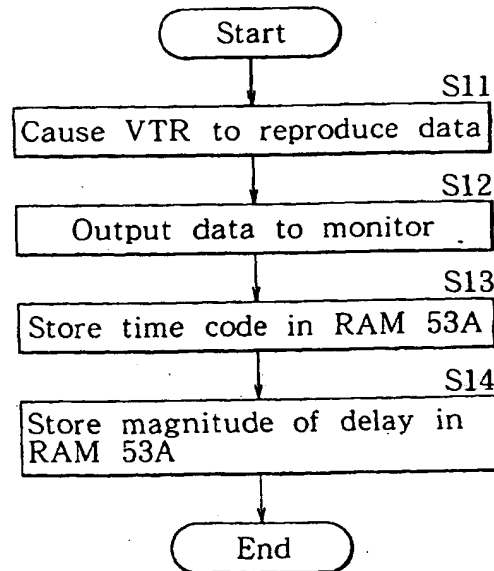 Start
S11
Cause VTR to reproduce data
S12
Output data to monitor
S13
Store time code in RAM 53A
S14
Store magnitude of delay in
RAM 53A
End